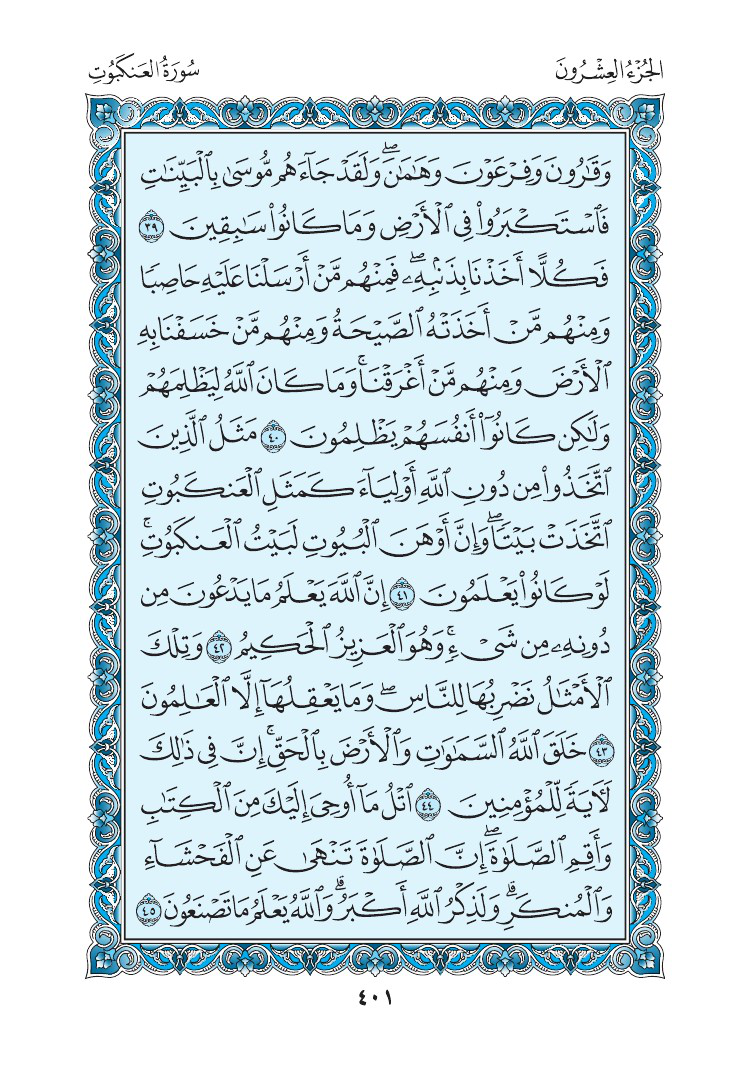 الجُزْءُ العِشْرُونَ
سُورَةُ العَنكَبُوتِ
وَقَٰرُونَ وَفِرْعَوْنَ وَهَٰمَٰنَۖ وَلَقَدْ جَآءَهُم مُّوسَىٰ بِٱلْبَيِّنَٰتِ
فَٱسْتَكْبَرُوا۟ فِى ٱلْأَرْضِ وَمَا كَانُوا۟ سَٰبِقِينَ ٣٩
فَكُلًّا أَخَذْنَا بِذَنۢبِهِۦۖ فَمِنْهُم مَّنْ أَرْسَلْنَا عَلَيْهِ حَاصِبًا
وَمِنْهُم مَّنْ أَخَذَتْهُ ٱلصَّيْحَةُ وَمِنْهُم مَّنْ خَسَفْنَا بِهِ
ٱلْأَرْضَ وَمِنْهُم مَّنْ أَغْرَقْنَاۚ وَمَا كَانَ ٱللَّهُ لِيَظْلِمَهُمْ
وَلَٰكِن كَانُوٓا۟ أَنفُسَهُمْ يَظْلِمُونَ ٤٠ مَثَلُ ٱلَّذِينَ
ٱتَّخَذُوا۟ مِن دُونِ ٱللَّهِ أَوْلِيَآءَ كَمَثَلِ ٱلْعَنكَبُوتِ
ٱتَّخَذَتْ بَيْتًاۖ وَإِنَّ أَوْهَنَ ٱلْبُيُوتِ لَبَيْتُ ٱلْعَنكَبُوتِۚ
لَوْ كَانُوا۟ يَعْلَمُونَ ٤١ إِنَّ ٱللَّهَ يَعْلَمُ مَا يَدْعُونَ مِن
دُونِهِۦ مِن شَىْءٍۚ وَهُوَ ٱلْعَزِيزُ ٱلْحَكِيمُ ٤٢ وَتِلْكَ
ٱلْأَمْثَٰلُ نَضْرِبُهَا لِلنَّاسِۖ وَمَا يَعْقِلُهَآ إِلَّا ٱلْعَٰلِمُونَ
٤٣ خَلَقَ ٱللَّهُ ٱلسَّمَٰوَٰتِ وَٱلْأَرْضَ بِٱلْحَقِّۚ إِنَّ فِى ذَٰلِكَ
لَءَايَةً لِّلْمُؤْمِنِينَ ٤٤ ٱتْلُ مَآ أُوحِىَ إِلَيْكَ مِنَ ٱلْكِتَٰبِ
وَأَقِمِ ٱلصَّلَوٰةَۖ إِنَّ ٱلصَّلَوٰةَ تَنْهَىٰ عَنِ ٱلْفَحْشَآءِ
وَٱلْمُنكَرِۗ وَلَذِكْرُ ٱللَّهِ أَكْبَرُۗ وَٱللَّهُ يَعْلَمُ مَا تَصْنَعُونَ ٤٥
٤٠١